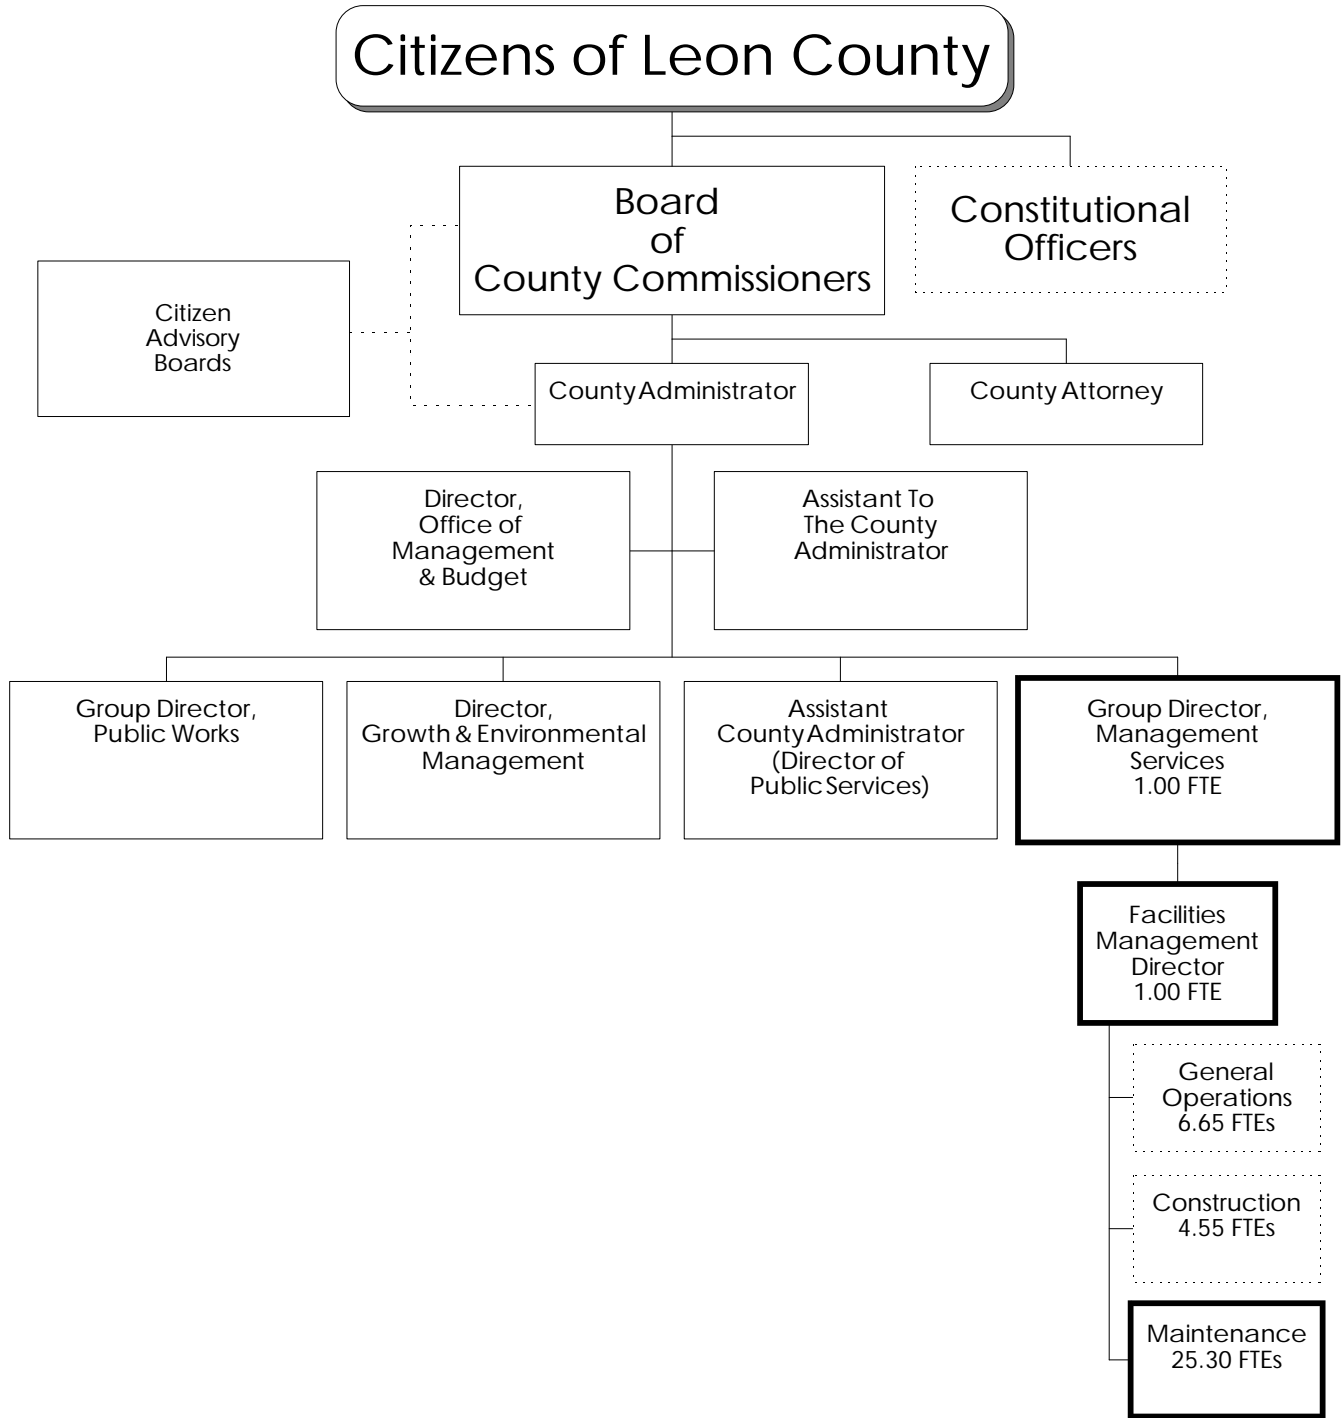 Citizens of Leon County
Board
of
County Commissioners
Constitutional
Officers
Citizen
Advisory
Boards
County Administrator
County Attorney
Director,
Office of
Management
& Budget
Assistant To
The County
Administrator
Group Director,
Public Works
Director,
Growth & Environmental
Management
Assistant
County Administrator
(Director of
Public Services)
Group Director,
Management
Services
1.00 FTE
Facilities
Management
Director
1.00 FTE
General
Operations
6.65 FTEs
Construction
4.55 FTEs
Maintenance
25.30 FTEs